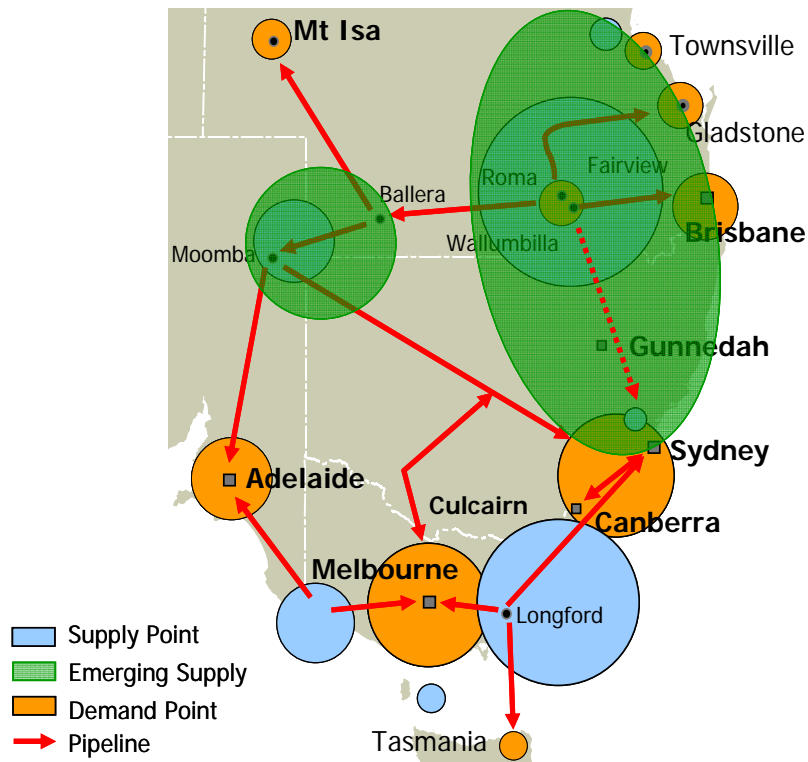 Mt Isa
Townsville
Gladstone
Fairview
Roma
Ballera
Brisbane
Wallumbilla
Moomba
Gunnedah
Sydney
Adelaide
Culcairn
Canberra
Melbourne
Longford
Supply Point
Emerging Supply
Demand Point
Tasmania
Pipeline